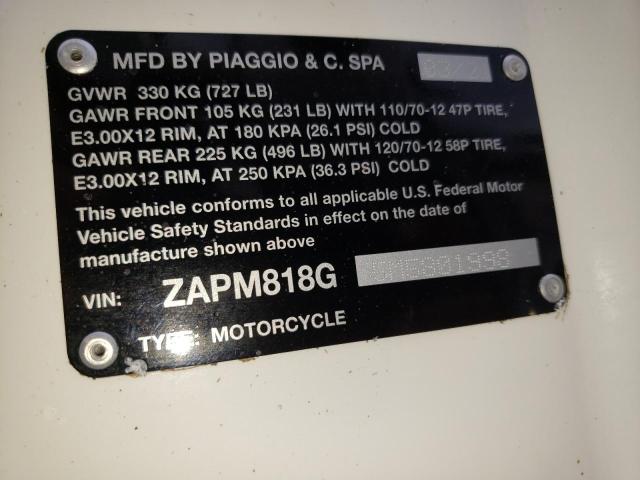 MFD BY PIAGGIO & C. SPA
GVWR 330 KG (727 LB)
GAWR FRONT 105 KG (231 LB) WITH 110/70-12 47P TIRE,
E3.00X12 RIM, AT 180 KPA (26.1 PSI) COLD
GAWR REAR 225 KG (496 LB) WITH 120/70-12 58P TIRE,
E3.00X12 RIM, AT 250 KPA (36.3 PSI) COLD
This vehicle conforms to all applicable U.S. Federal Motor
Vehicle Safety Standards in effect on the date of
manufacture shown above
VIN: ZAPM818G
TYPE: MOTORCYCLE